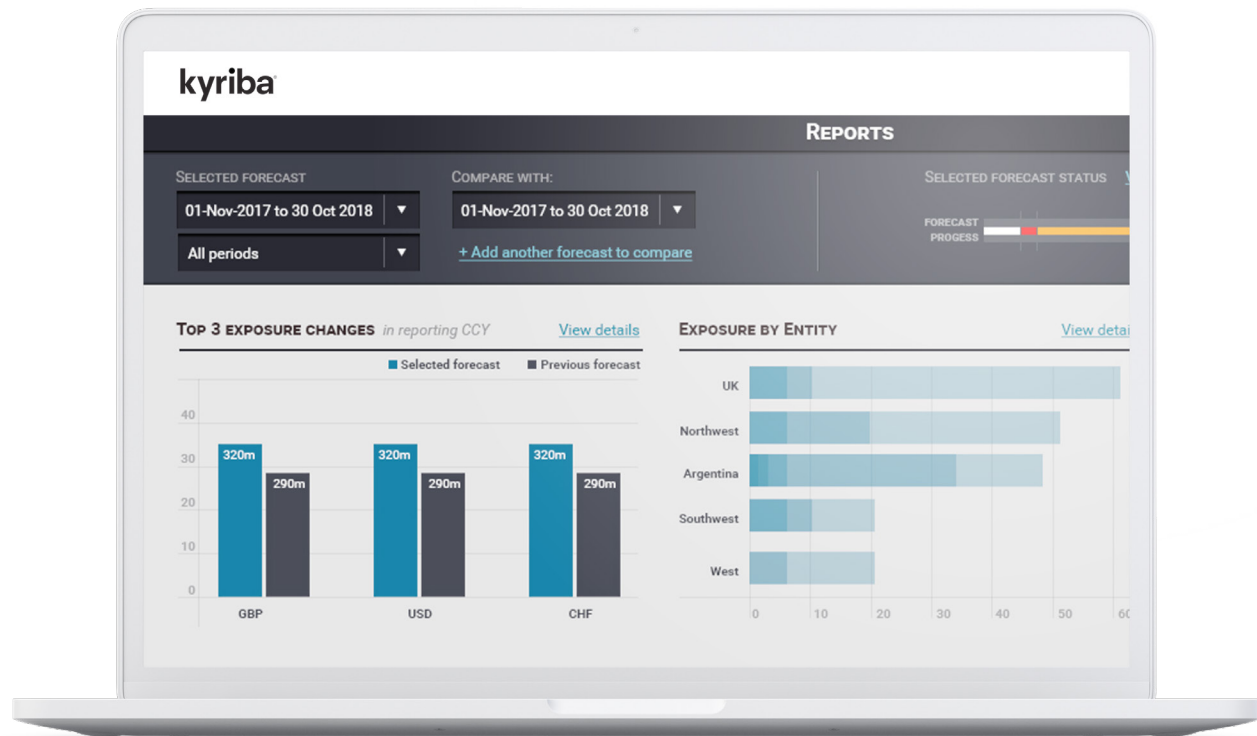 kyriba
REPORTS
SELECTED FORECAST
01-Nov-2017 to 30 Oct 2018
All periods
COMPARE WITH:
01-Nov-2017 to 30 Oct 2018
+ Add another forecast to compare
SELECTED FORECAST STATUS
FORECAST
PROGESS
TOP 3 EXPOSURE CHANGES in reporting CCY View details
Selected forecast Previous forecast
40
30
20
10
0
320m 290m 320m 290m 320m 290m
GBP USD CHF
EXPOSURE BY ENTITY View detai
UK
Northwest
Argentina
Southwest
West
0 10 20 30 40 50 60